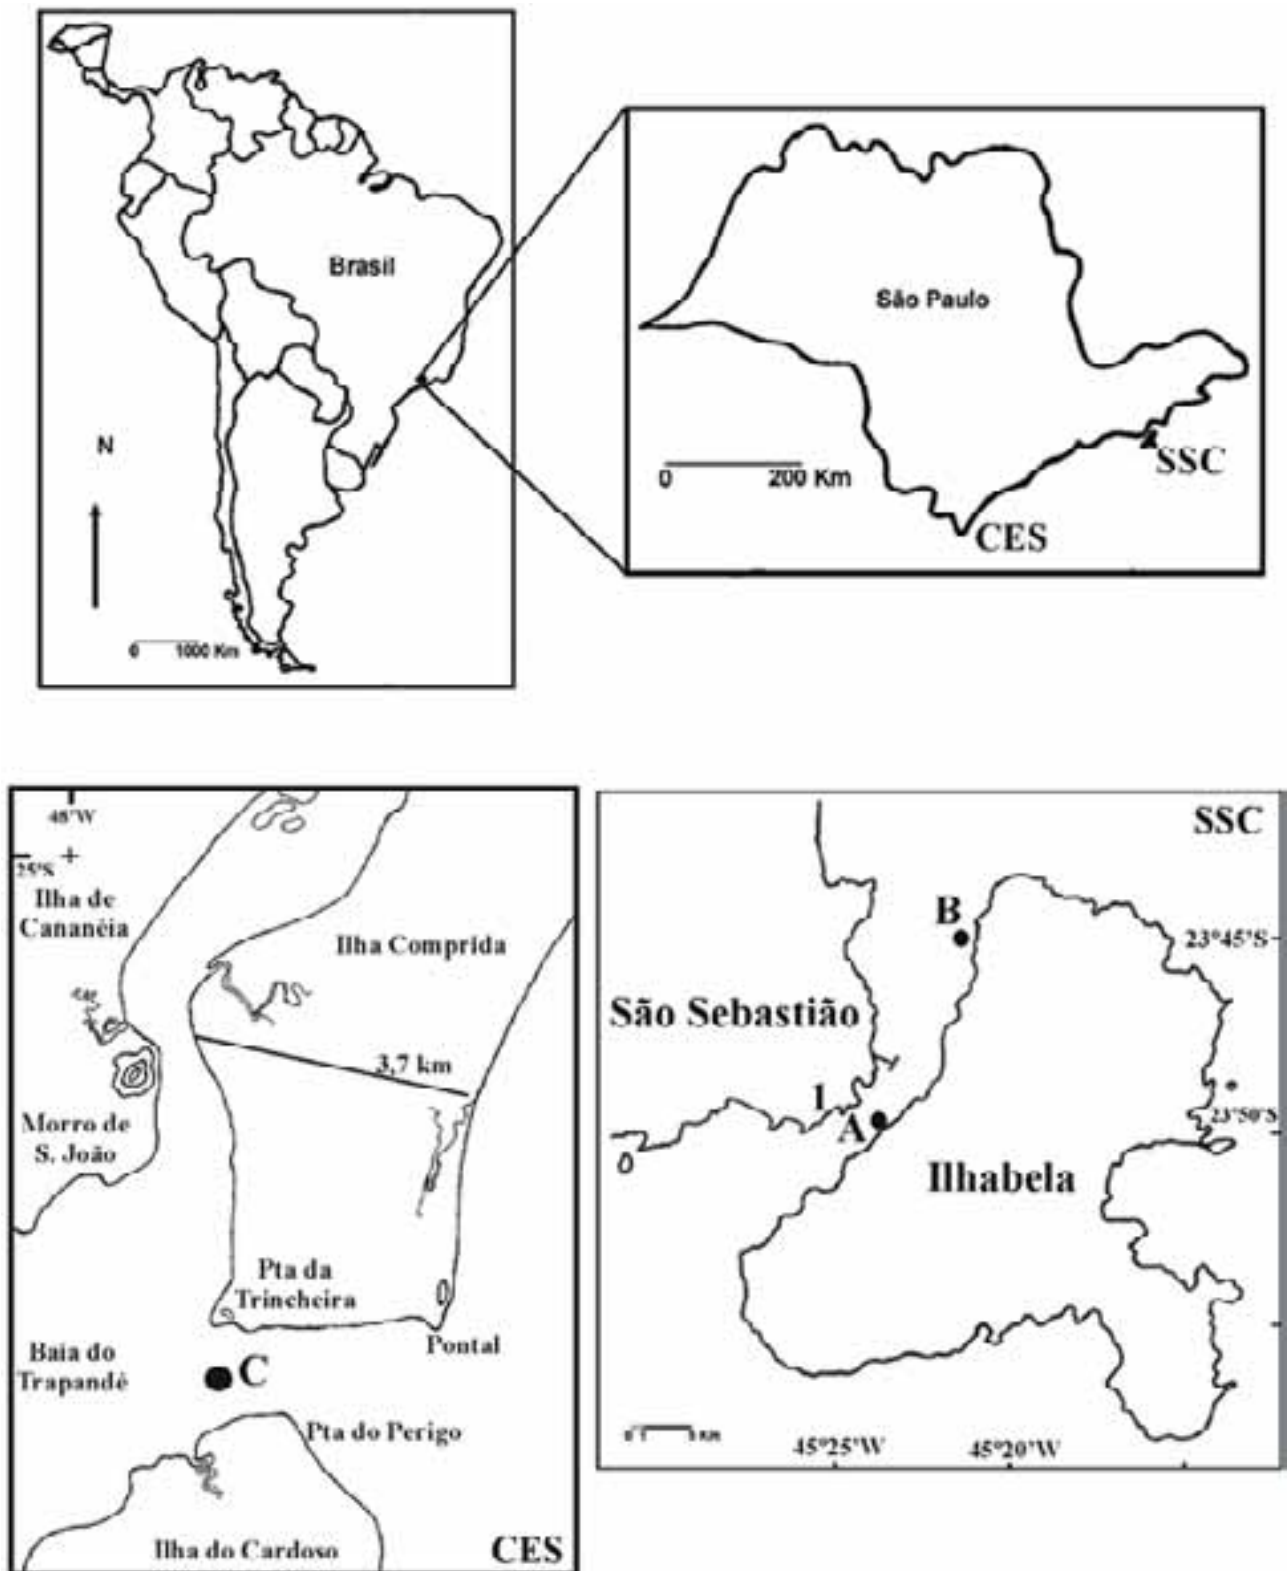 Brasil
N
0 1000 Km
São Paulo
0 200 Km
SSC
CES
48°W
25°S
Ilha de
Cananéia
Ilha Comprida
3,7 km
Morro de
S. João
Pta da
Trincheira
Pontal
Baia do
Trapandé
C
Pta do Perigo
Ilha do Cardoso
CES
SSC
B
23°45'S
São Sebastião
1
A
23°50'S
Ilhabela
45°25'W
45°20'W